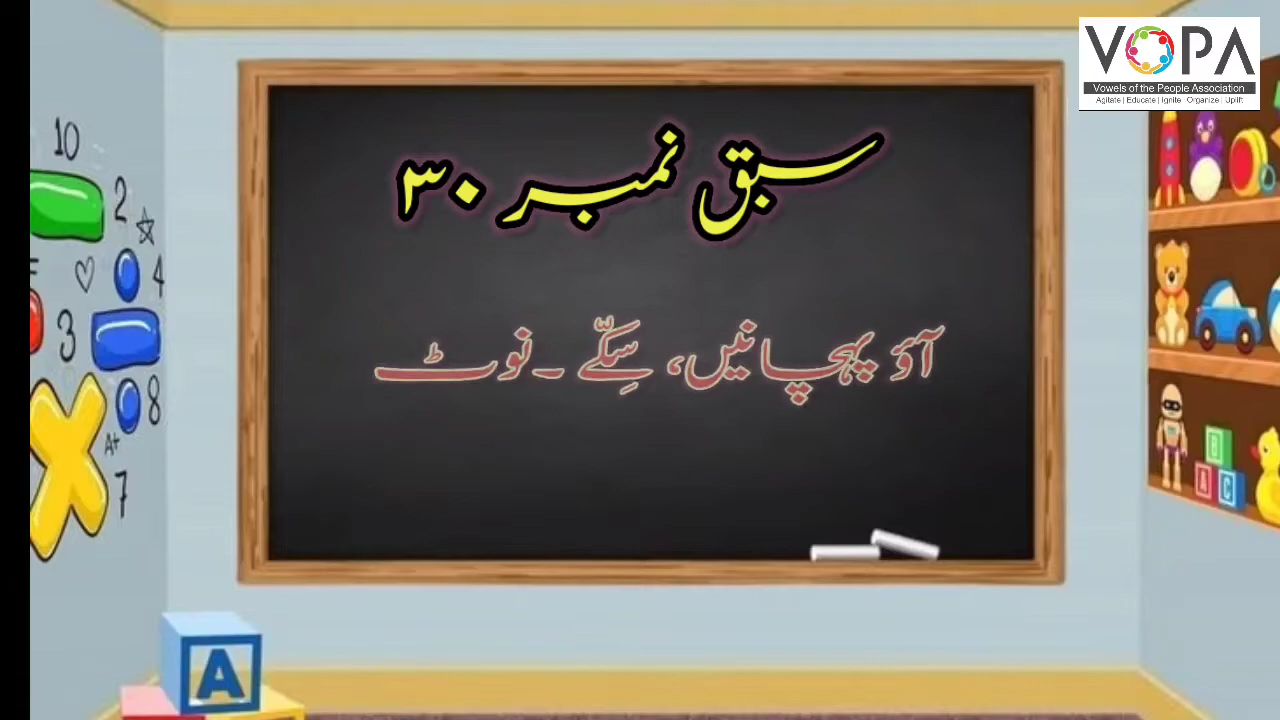 VOPA
Vowels of the People Association
Agitate | Educate | Ignite | Organize | Uplift
سبق نمبر ۳۰
آؤ پہچانیں، سِکّے ۔نوٹ
10
2
4
3
8
A+
7
B
A C
A